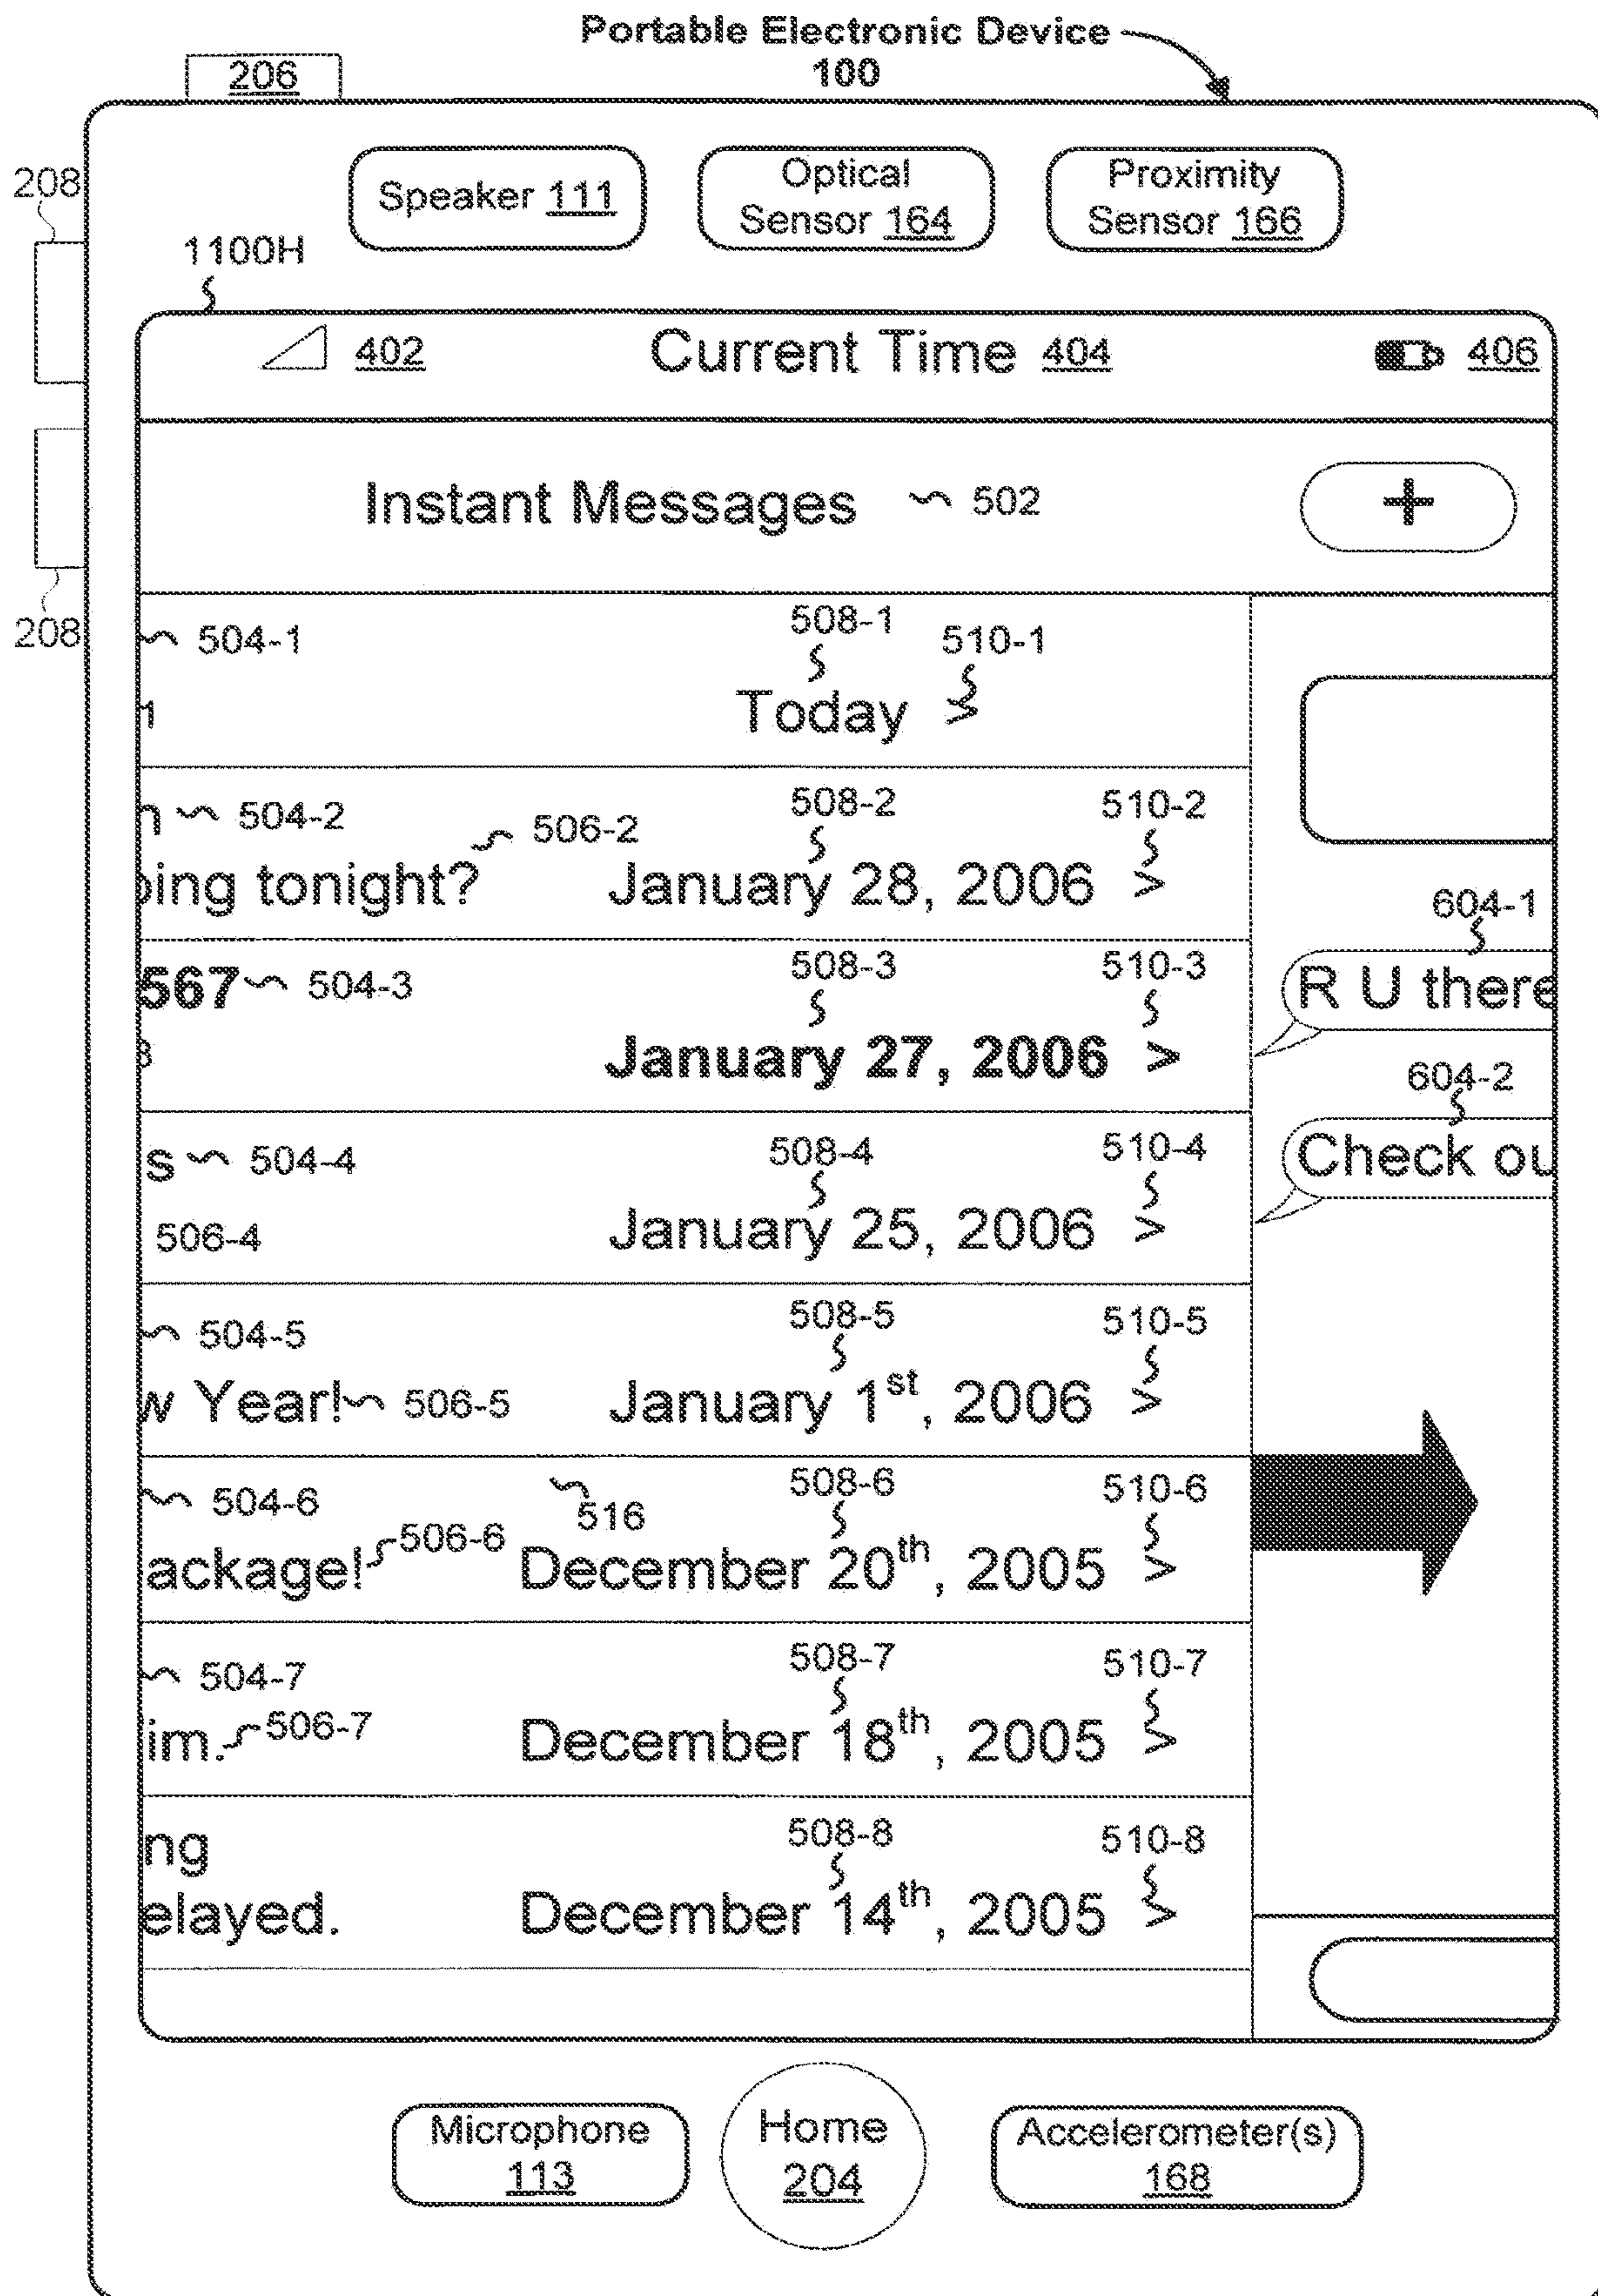 Portable Electronic Device
100
206
Speaker 111
Optical
Sensor 164
Proximity
Sensor 166
208
1100H
402
Current Time 404
406
Instant Messages 502
+
208
504-1
508-1
510-1
1
Today >
n 504-2
506-2
508-2
510-2
oing tonight?
January 28, 2006 >
604-1
567 504-3
508-3
510-3
R U there
3
January 27, 2006 >
604-2
s 504-4
508-4
510-4
Check ou
506-4
January 25, 2006 >
504-5
508-5
510-5
w Year! 506-5
January 1st, 2006 >
504-6
516
508-6
510-6
ackage! 506-6
December 20th, 2005 >
504-7
508-7
510-7
im. 506-7
December 18th, 2005 >
ng
508-8
510-8
elayed.
December 14th, 2005 >
Microphone
113
Home
204
Accelerometer(s)
168